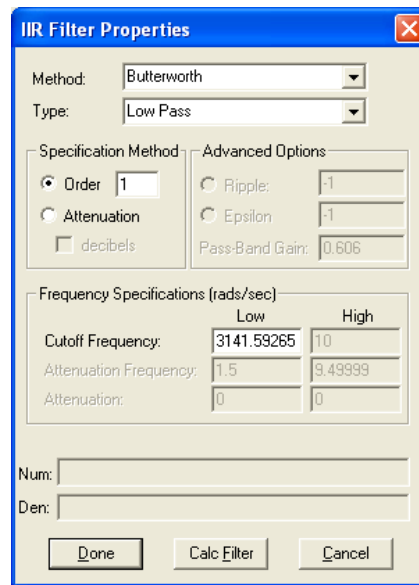 IIR Filter Properties
Method: Butterworth
Type: Low Pass
Specification Method
Order 1
Attenuation
decibels
Advanced Options
Ripple: -1
Epsilon -1
Pass-Band Gain: 0.606
Frequency Specifications (rads/sec)
Low High
Cutoff Frequency: 3141.59265 10
Attenuation Frequency: 1.5 9.49999
Attenuation: 0 0
Num:
Den:
Done Calc Filter Cancel